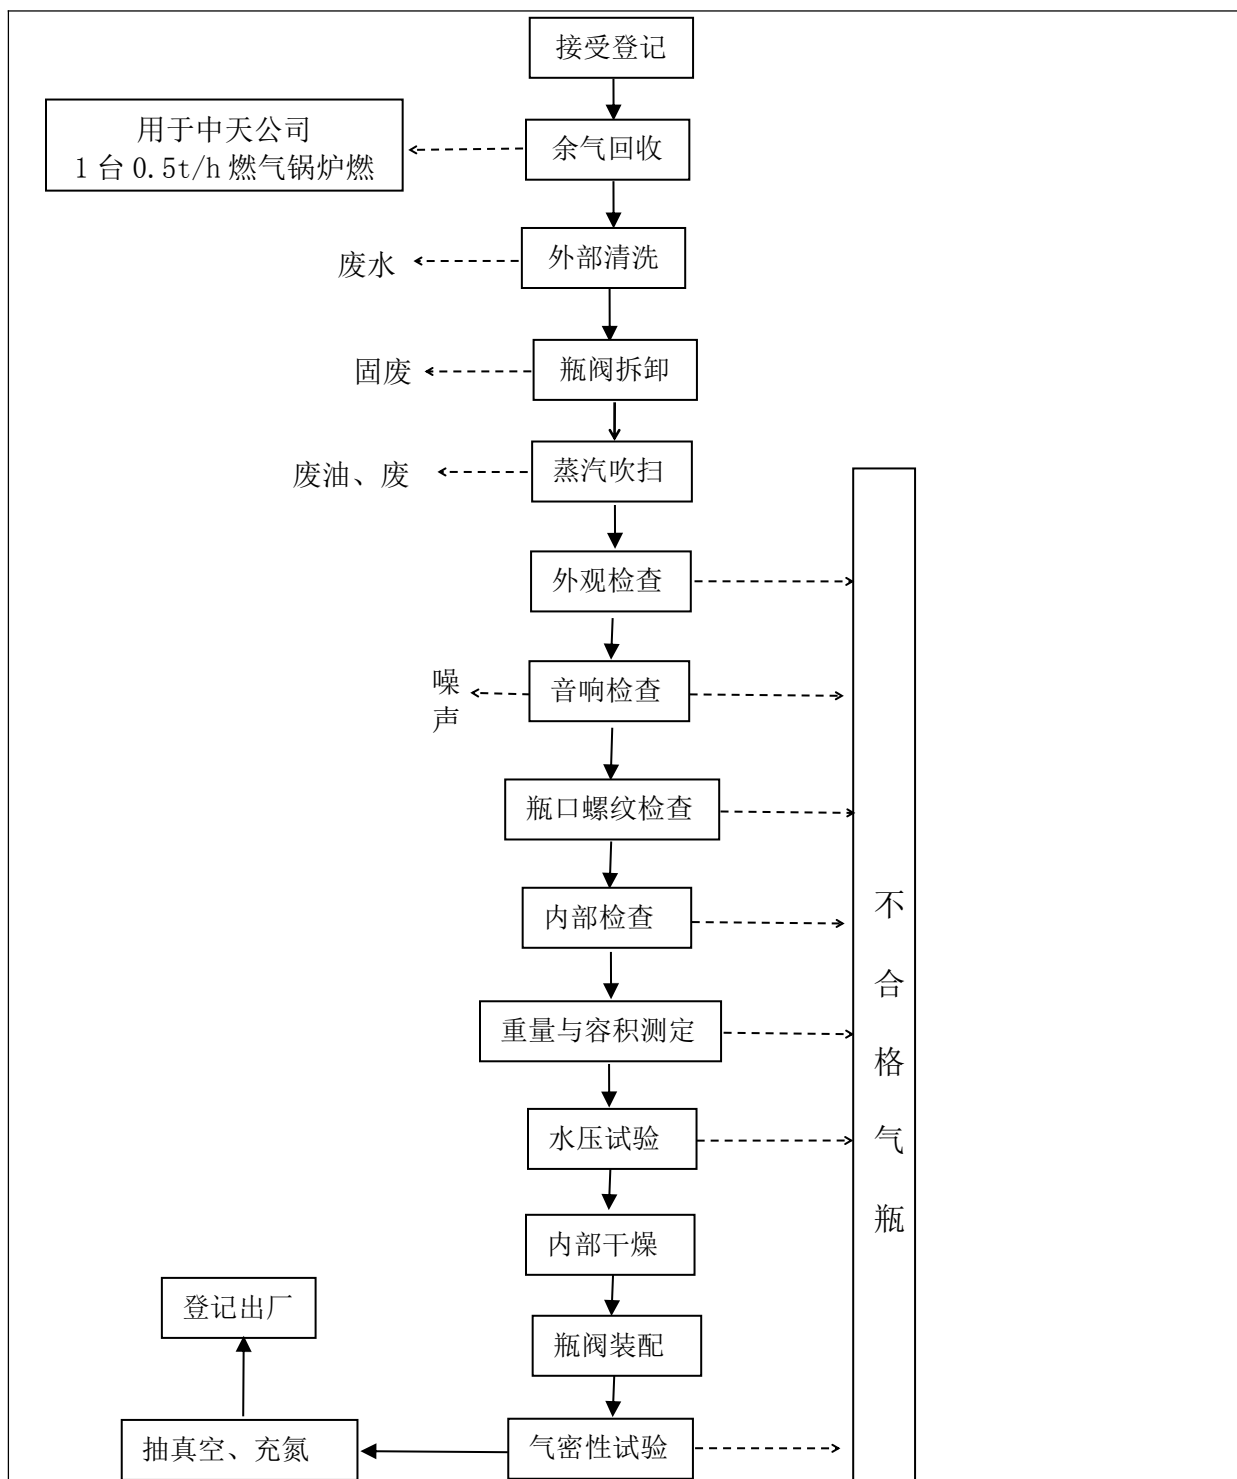 接受登记
用于中天公司
1台0.5t/h燃气锅炉燃
余气回收
废水
外部清洗
固废
瓶阀拆卸
废油、废
蒸汽吹扫
外观检查
噪
声
音响检查
瓶口螺纹检查
内部检查
重量与容积测定
水压试验
内部干燥
登记出厂
瓶阀装配
抽真空、充氮
气密性试验
不
合
格
气
瓶